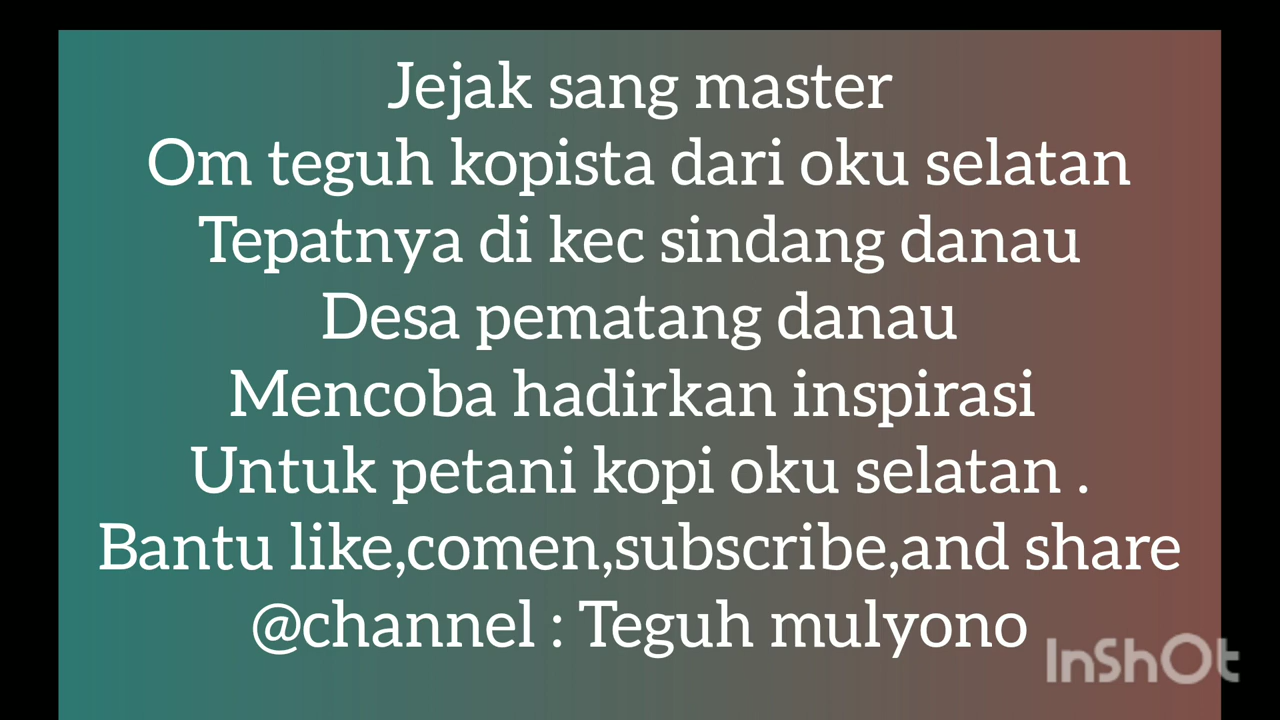 Jejak sang master
Om teguh kopista dari oku selatan
Tepatnya di kec sindang danau
Desa pematang danau
Mencoba hadirkan inspirasi
Untuk petani kopi oku selatan .
Bantu like,comen,subscribe,and share
@channel : Teguh mulyono
InShOt